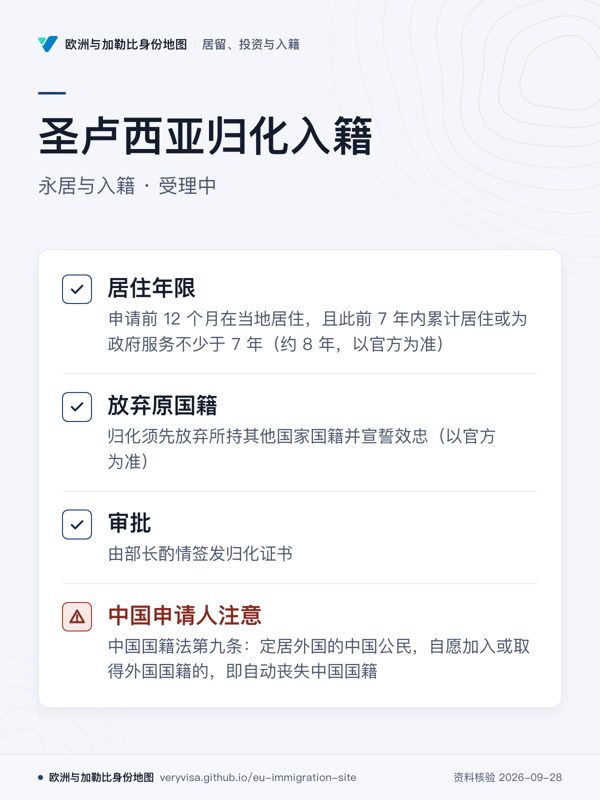 欧洲与加勒比身份地图 居留、投资与入籍
圣卢西亚归化入籍
永居与入籍 · 受理中
居住年限
申请前 12 个月在当地居住，且此前 7 年内累计居住或为
政府服务不少于 7 年（约 8 年，以官方为准）
放弃原国籍
归化须先放弃所持其他国家国籍并宣誓效忠（以官方
为准）
审批
由部长酌情签发归化证书
中国申请人注意
中国国籍法第九条：定居外国的中国公民，自愿加入或取
得外国国籍的，即自动丧失中国国籍
欧洲与加勒比身份地图 veryvisa.github.io/eu-immigration-site 资料核验 2026-09-28